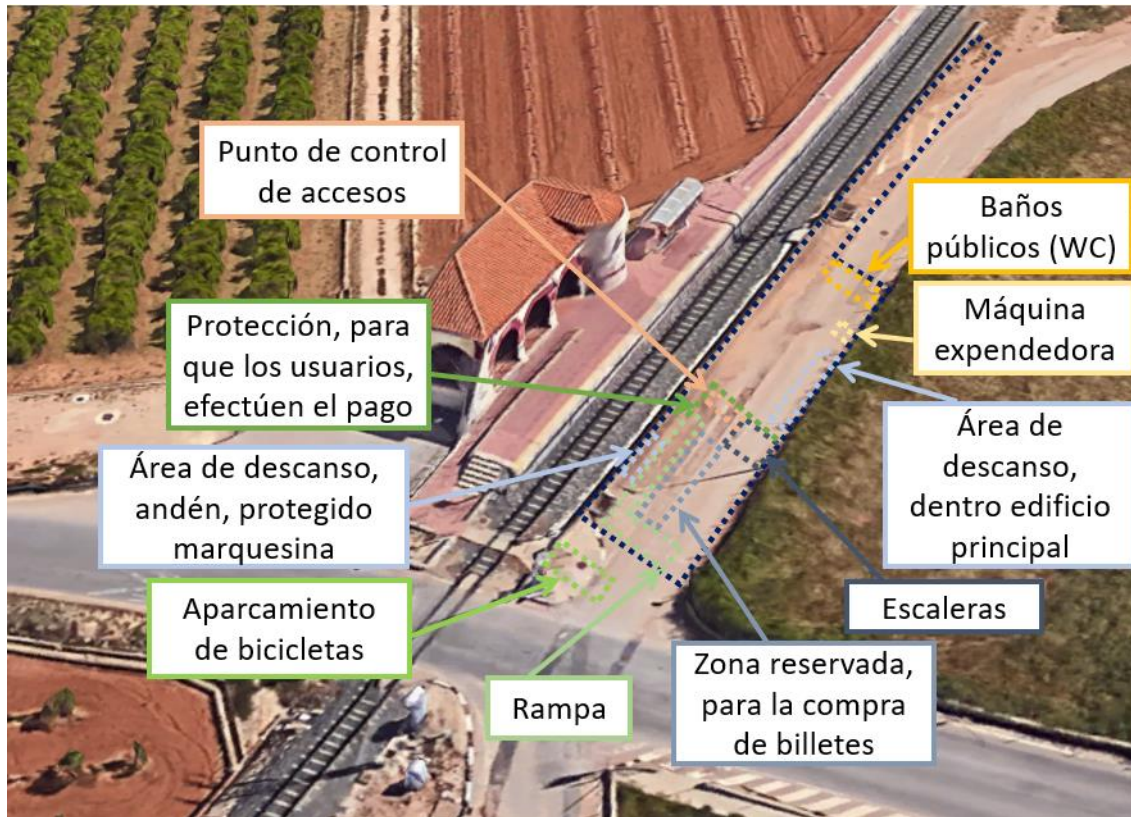 Punto de control
de accesos
Baños
públicos (WC)
Protección, para
que los usuarios,
efectúen el pago
Máquina
expendedora
Área de descanso,
andén, protegido
marquesina
Área de
descanso,
dentro edificio
principal
Aparcamiento
de bicicletas
Escaleras
Rampa
Zona reservada,
para la compra
de billetes